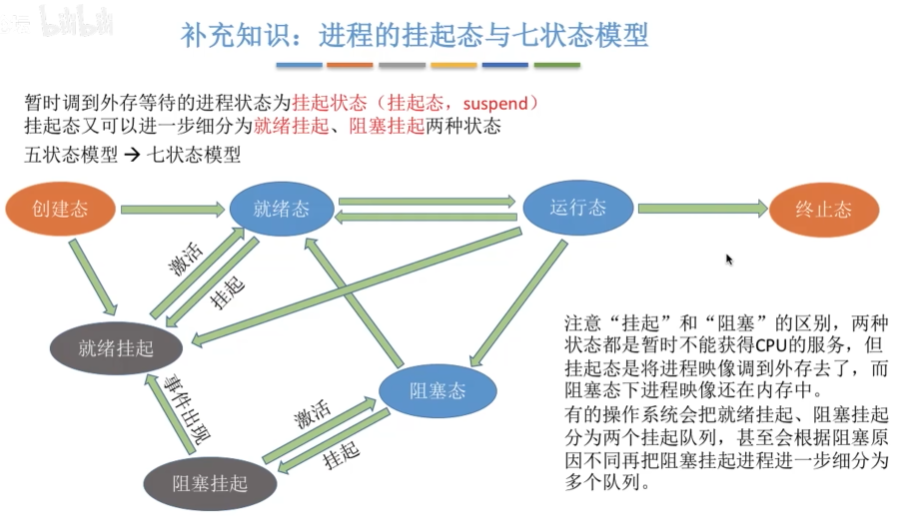 bilibili
补充知识：进程的挂起态与七状态模型
暂时调到外存等待的进程状态为挂起状态（挂起态，suspend）
挂起态又可以进一步细分为就绪挂起、阻塞挂起两种状态
五状态模型→七状态模型
创建态
就绪态
运行态
终止态
激活
挂起
就绪挂起
事件出现
阻塞态
激活
挂起
阻塞挂起
注意“挂起”和“阻塞”的区别，两种
状态都是暂时不能获得CPU的服务，但
挂起态是将进程映像调到外存去了，而
阻塞态下进程映像还在内存中。
有的操作系统会把就绪挂起、阻塞挂起
分为两个挂起队列，甚至会根据阻塞原
因不同再把阻塞挂起进程进一步细分为
多个队列。